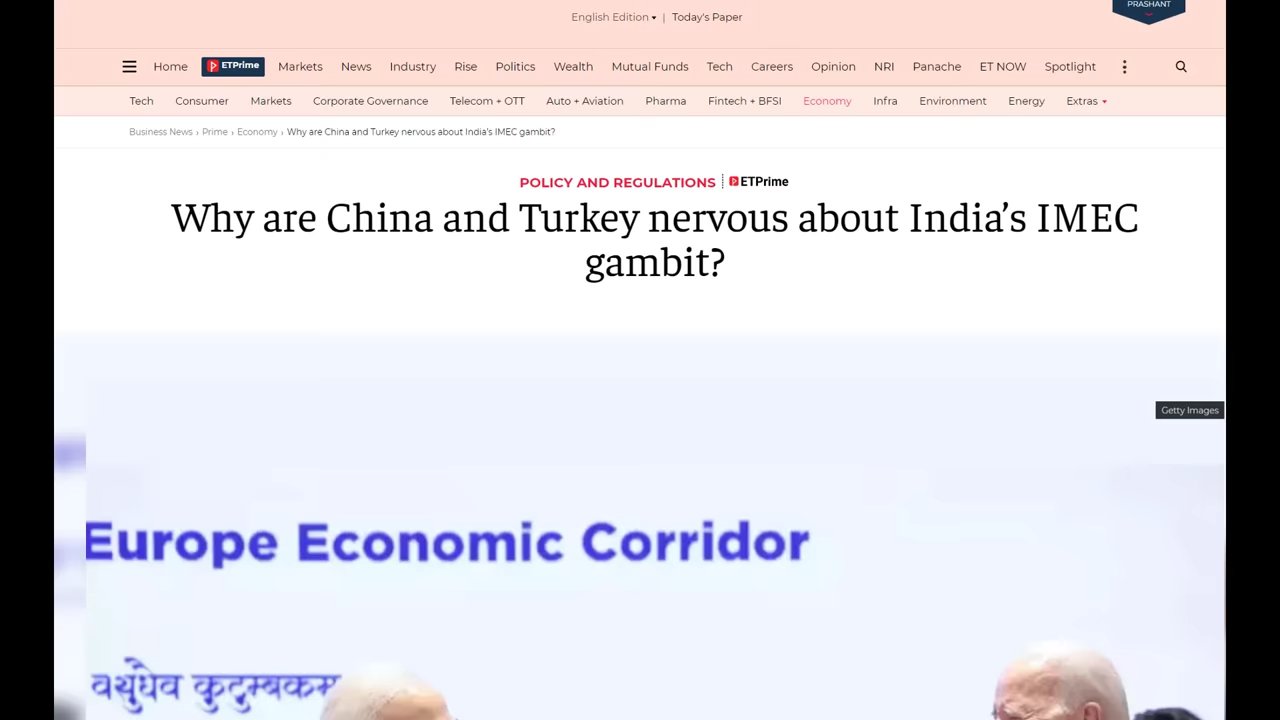 PRASHANT
English Edition | Today's Paper
Home ETPrime Markets News Industry Rise Politics Wealth Mutual Funds Tech Careers Opinion NRI Panache ET NOW Spotlight
Tech Consumer Markets Corporate Governance Telecom + OTT Auto + Aviation Pharma Fintech + BFSI Economy Infra Environment Energy Extras
Business News › Prime › Economy › Why are China and Turkey nervous about India's IMEC gambit?
POLICY AND REGULATIONS ETPrime
Why are China and Turkey nervous about India’s IMEC
gambit?
Getty Images
Europe Economic Corridor
वसुधैव कुटुम्बकम